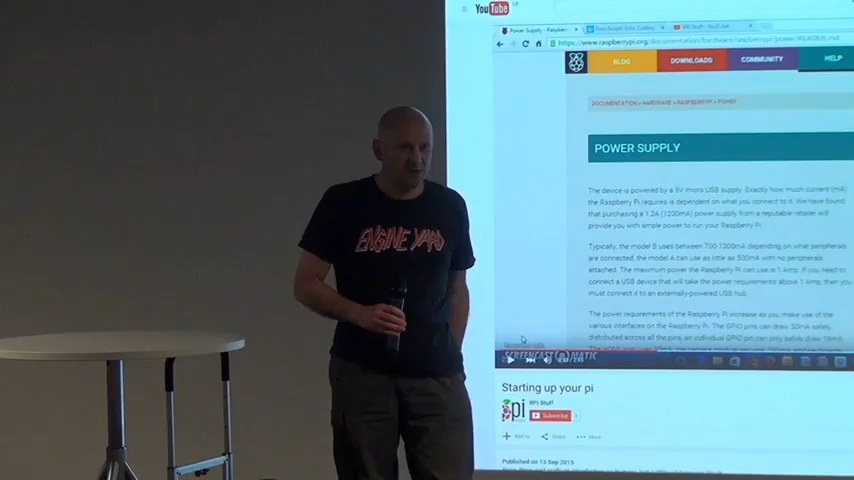 You Tube
Power Supply - Raspberr
https://www.raspberrypi.org/documentation/hardware/raspberrypi/power/README.md
BLOG
DOWNLOADS
COMMUNITY
HELP
DOCUMENTATION > HARDWARE > RASPBERRYPI > POWER
POWER SUPPLY
The device is powered by a 5V micro USB supply. Exactly how much current (mA)
the Raspberry Pi requires is dependent on what you connect to it. We have found
that purchasing a 1.2A (1200mA) power supply from a reputable retailer will
provide you with ample power to run your Raspberry Pi.
Typically, the model B uses between 700-1000mA depending on what peripherals
are connected; the model A can use as little as 500mA with no peripherals
attached. The maximum power the Raspberry Pi can use is 1 Amp. If you need to
connect a USB device that will take the power requirements above 1 Amp, then you
must connect it to an externally-powered USB hub.
The power requirements of the Raspberry Pi increase as you make use of the
various interfaces on the Raspberry Pi. The GPIO pins can draw 50mA safely,
distributed across all the pins; an individual GPIO pin can only safely draw 16mA.
SCREENCAST-O-MATIC
Starting up your pi
pi
RPi Stuff
Subscribe
Add to
Share
More
Published on 13 Sep 2015
ENGINE YARD